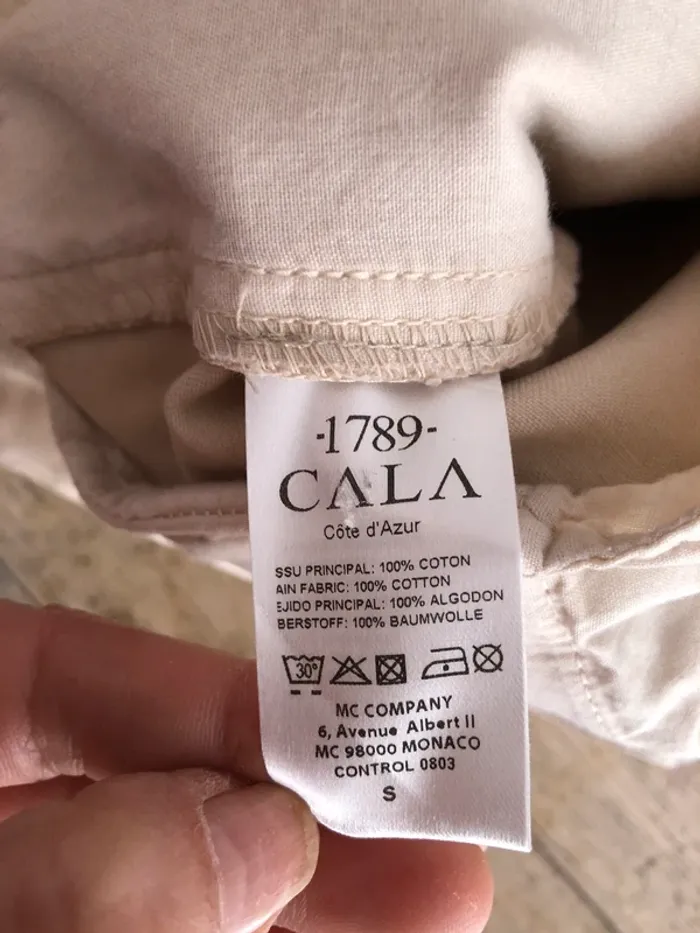 -1789-
CALA
Côte d'Azur
SSU PRINCIPAL: 100% COTON
AIN FABRIC: 100% COTTON
EJIDO PRINCIPAL: 100% ALGODON
BERSTOFF: 100% BAUMWOLLE
30°
MC COMPANY
6, Avenue Albert II
MC 98000 MONACO
CONTROL 0803
S